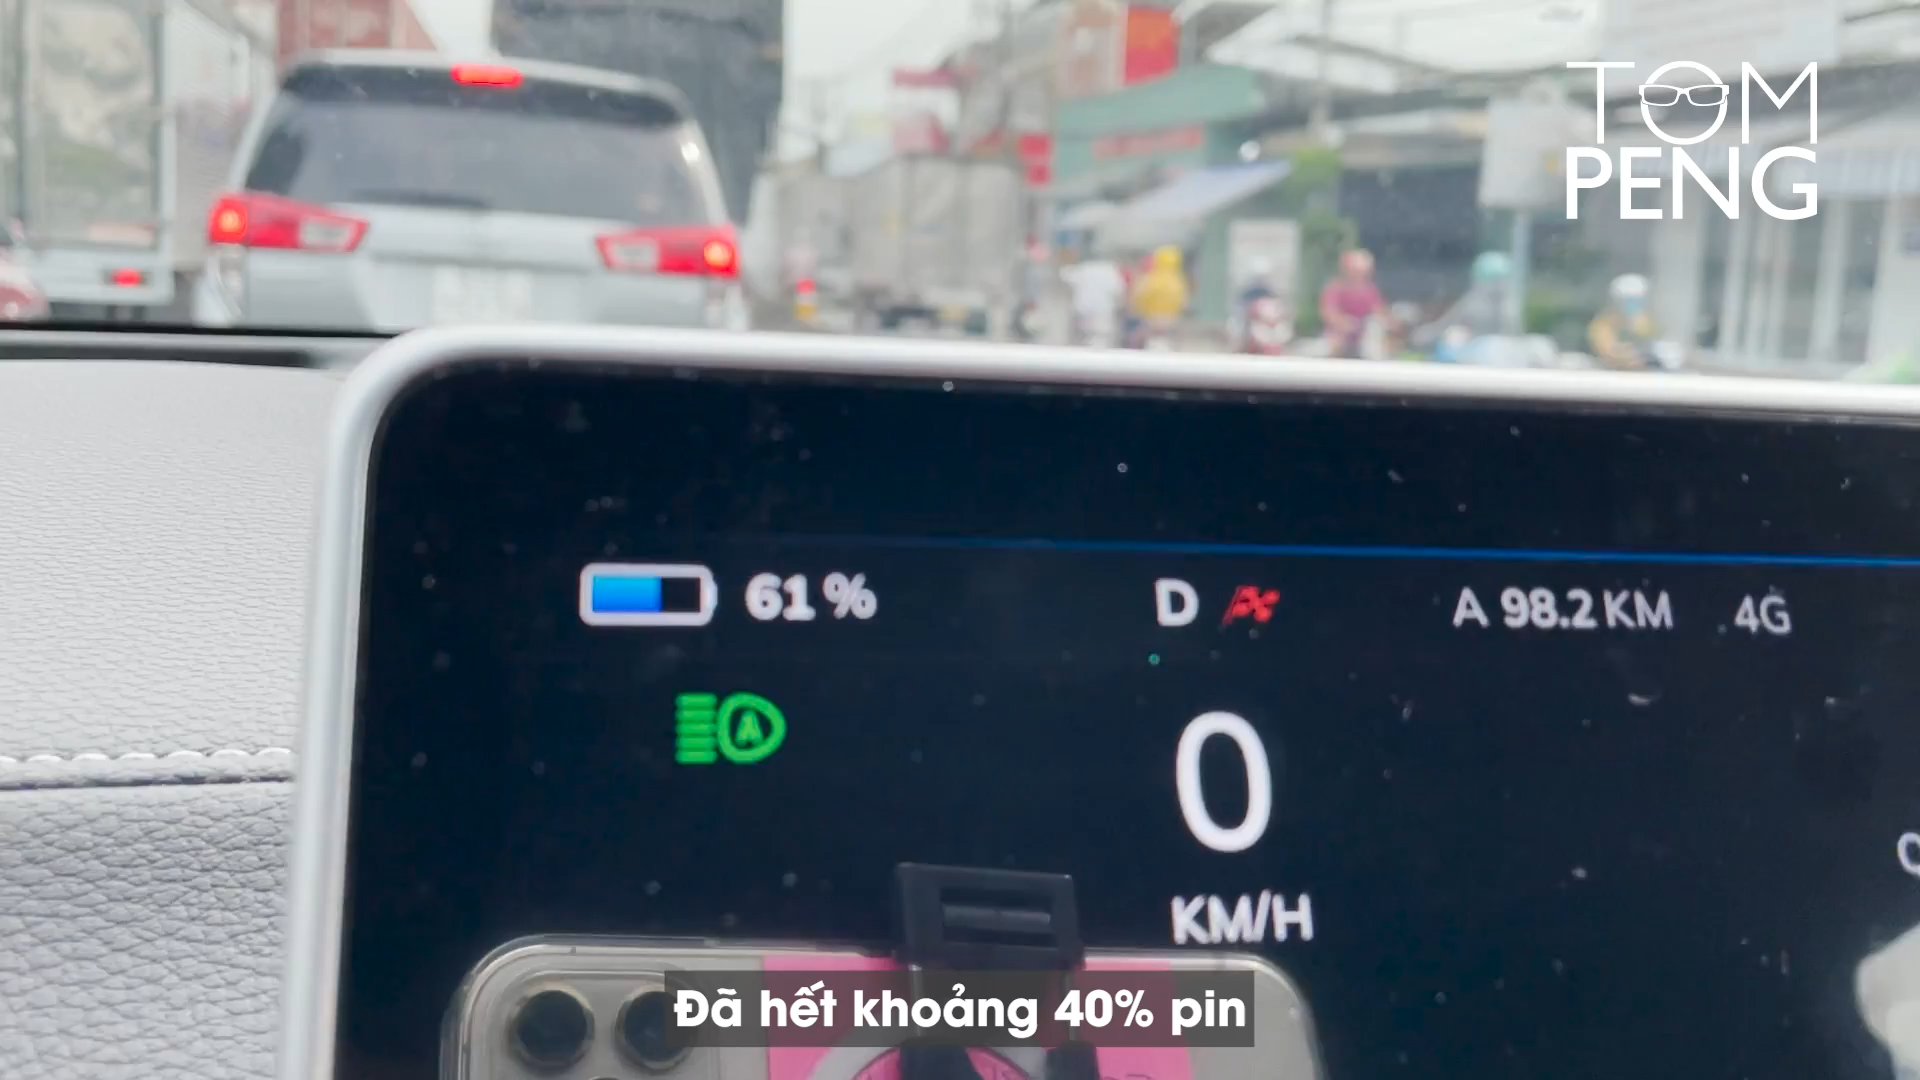 TOM
PENG
61%
D
A 98.2 KM
4G
A
0
KM/H
Đã hết khoảng 40% pin